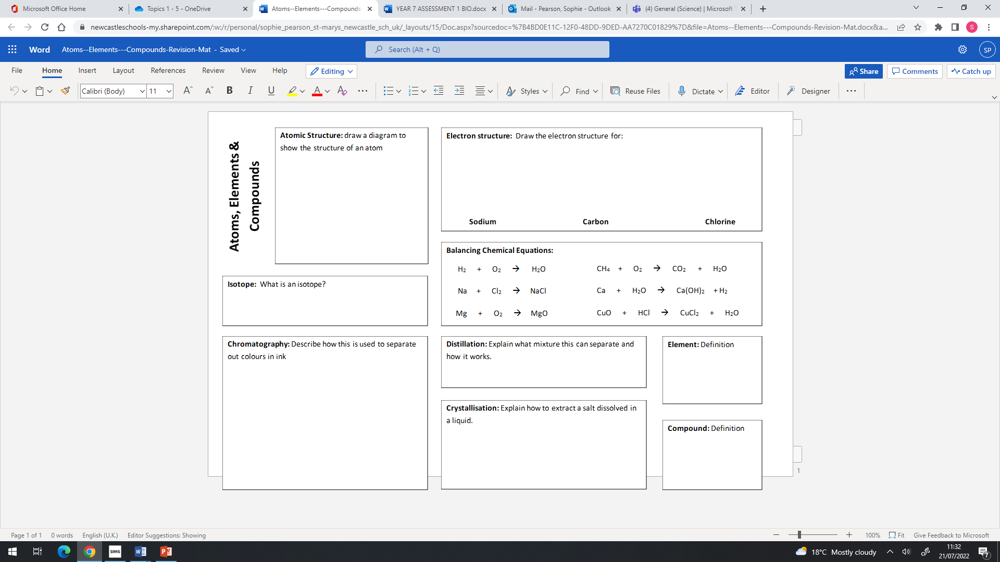 Microsoft Office Home
Topics 1 - 5 - OneDrive
Atoms--Elements---Compounds-
YEAR 7 ASSESSMENT 1 BIO.docx
Mail - Pearson, Sophie - Outlook
(4) General (Science) | Microsoft
newcastleschools-my.sharepoint.com/:w:/r/personal/sophie_pearson_st-marys_newcastle_sch_uk/_layouts/15/Doc.aspx?sourcedoc=%7B4BD0E11C-12F0-48DD-9DED-AA7270C01829%7D&file=Atoms--Elements---Compounds-Revision-Mat.docx&a...
S
Word
Atoms--Elements---Compounds-Revision-Mat - Saved
Search (Alt + Q)
SP
File Home Insert Layout References Review View Help Editing
Share Comments Catch up
Calibri (Body) 11 A A B I U A A Styles Find Reuse Files Dictate Editor Designer
Atoms, Elements &
Compounds
Atomic Structure: draw a diagram to
show the structure of an atom
Electron structure: Draw the electron structure for:
Sodium Carbon Chlorine
Balancing Chemical Equations:
H2 + O2 → H2O
CH4 + O2 → CO2 + H2O
Na + Cl2 → NaCl
Ca + H2O → Ca(OH)2 + H2
Mg + O2 → MgO
CuO + HCl → CuCl2 + H2O
Isotope: What is an isotope?
Chromatography: Describe how this is used to separate
out colours in ink
Distillation: Explain what mixture this can separate and
how it works.
Element: Definition
Crystallisation: Explain how to extract a salt dissolved in
a liquid.
Compound: Definition
1
Page 1 of 1 0 words English (U.K.) Editor Suggestions: Showing
100% Fit Give Feedback to Microsoft
SIMS
18°C Mostly cloudy
11:32
21/07/2022
7